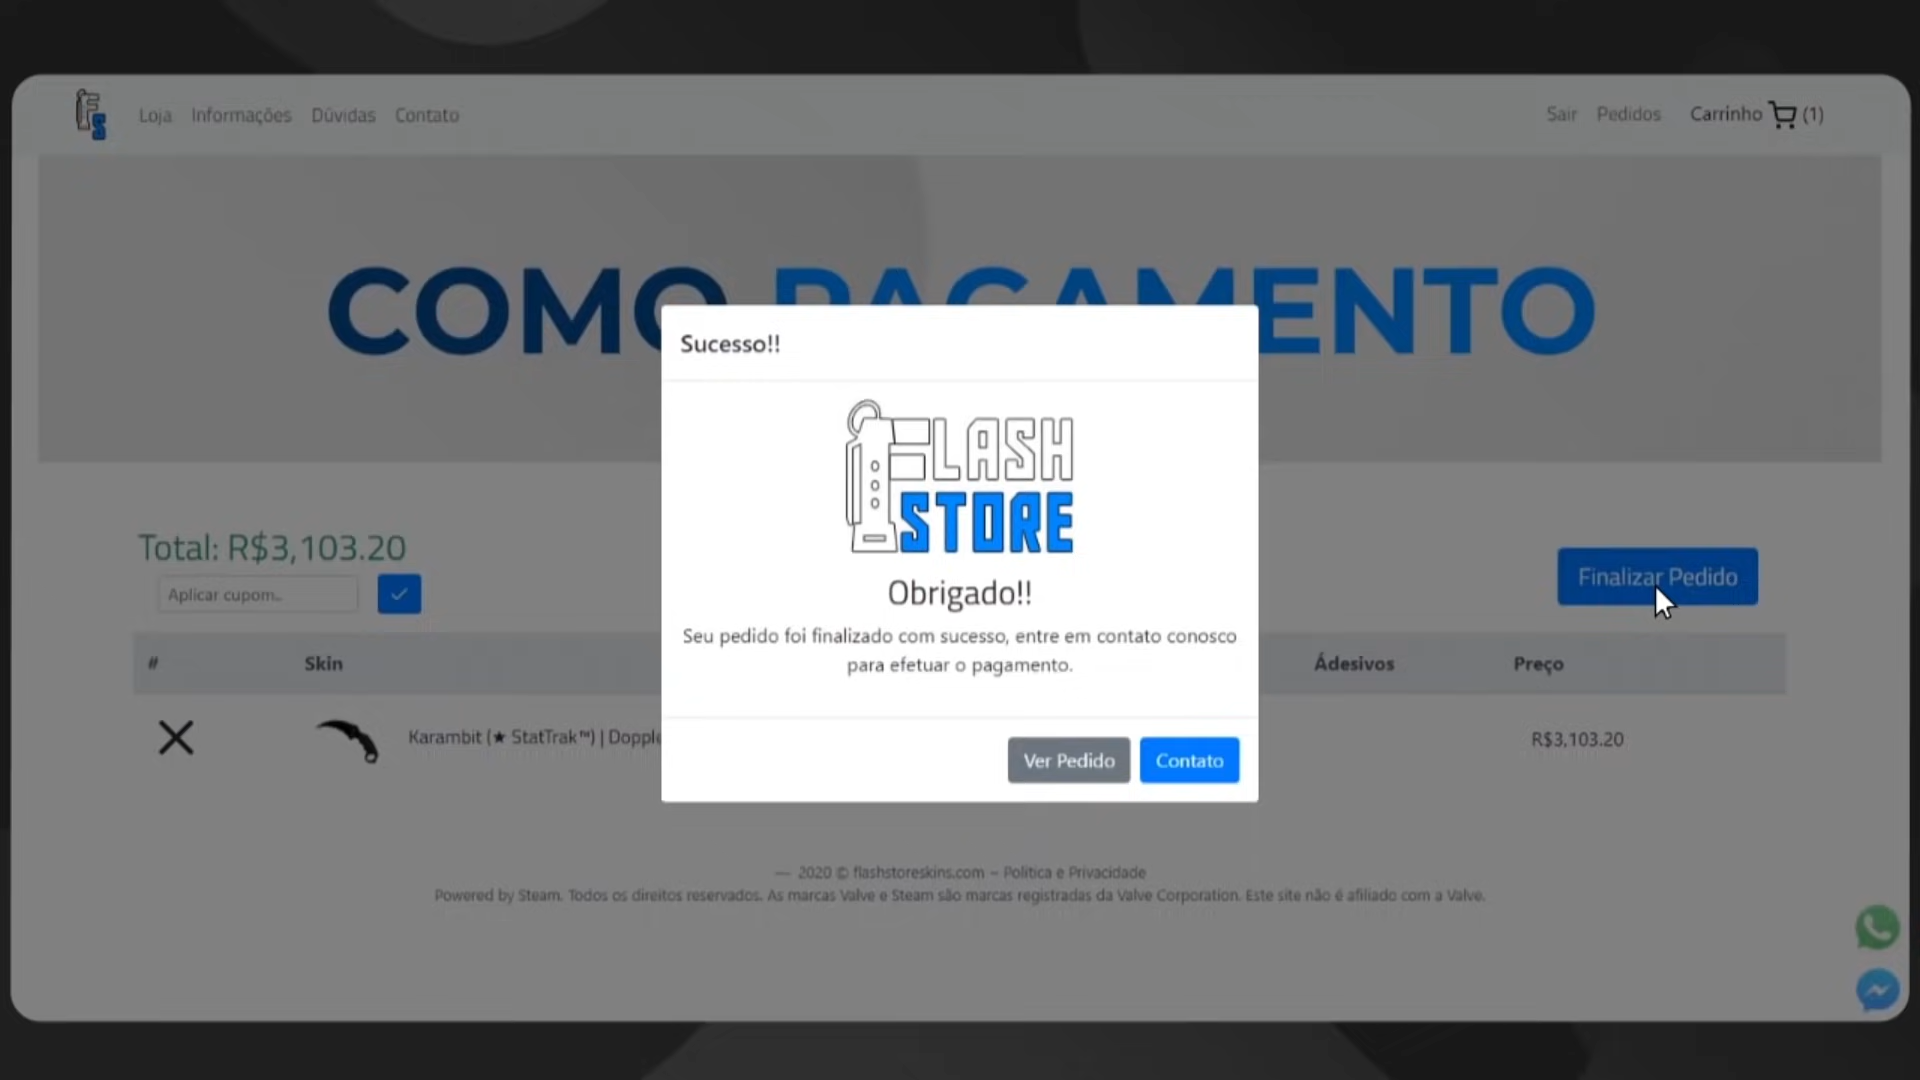 Loja Informações Dúvidas Contato
Sair Pedidos Carrinho (1)
COMO PAGAMENTO
Sucesso!!
FLASH
STORE
Obrigado!!
Seu pedido foi finalizado com sucesso, entre em contato conosco
para efetuar o pagamento.
Ver Pedido Contato
Total: R$3,103.20
Aplicar cupom..
Finalizar Pedido
# Skin Ádesivos Preço
Karambit (★ StatTrak™) | Dopple
R$3,103.20
— 2020 © flashstoreskins.com – Politica e Privacidade
Powered by Steam. Todos os direitos reservados. As marcas Valve e Steam são marcas registradas da Valve Corporation. Este site não é afiliado com a Valve.